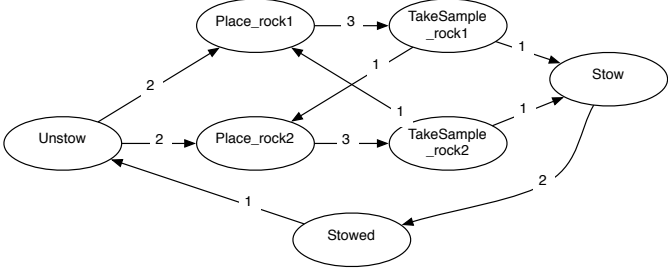 Place_rock1
3
TakeSample
_rock1
1
Stow
2
1
1
Unstow
2
Place_rock2
3
TakeSample
_rock2
1
2
1
Stowed